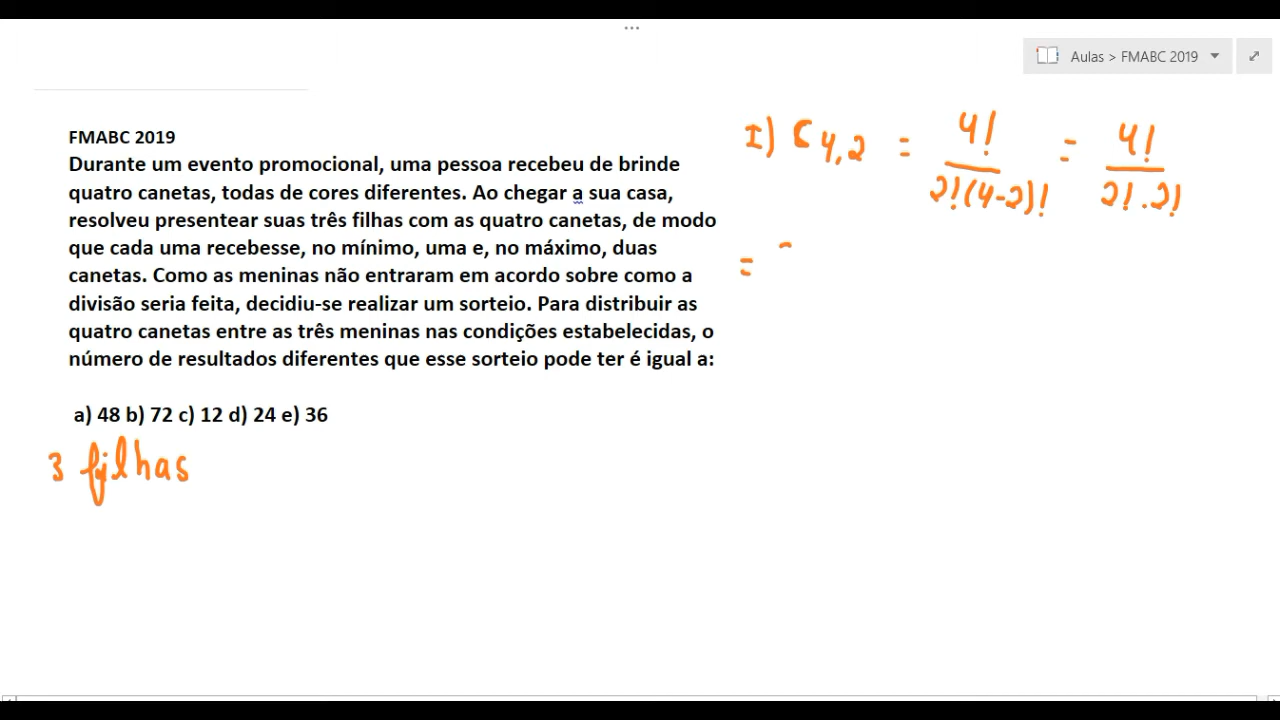 Aulas > FMABC 2019
FMABC 2019
Durante um evento promocional, uma pessoa recebeu de brinde
quatro canetas, todas de cores diferentes. Ao chegar a sua casa,
resolveu presentear suas três filhas com as quatro canetas, de modo
que cada uma recebesse, no mínimo, uma e, no máximo, duas
canetas. Como as meninas não entraram em acordo sobre como a
divisão seria feita, decidiu-se realizar um sorteio. Para distribuir as
quatro canetas entre as três meninas nas condições estabelecidas, o
número de resultados diferentes que esse sorteio pode ter é igual a:
a) 48 b) 72 c) 12 d) 24 e) 36
3 filhas
I) C 4,2 = 4! / 2!(4-2)! = 4! / 2! . 2!
=